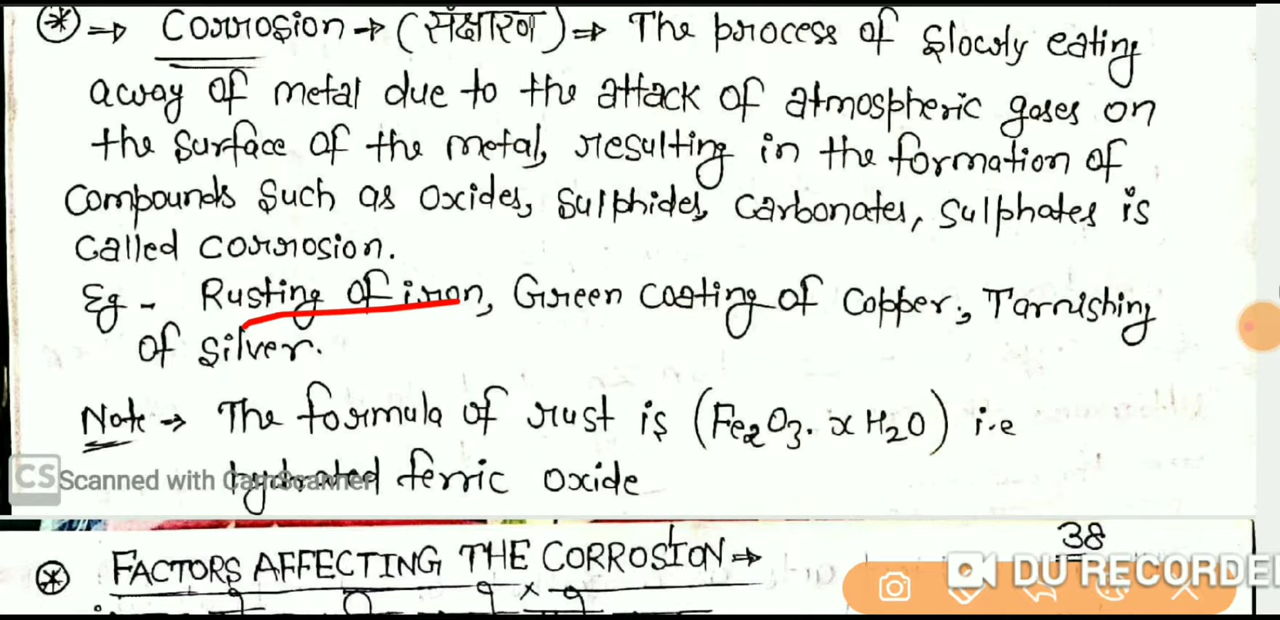 ⊛ ⇒ Corrosion → (संक्षारण) ⇒ The process of slowly eating
away of metal due to the attack of atmospheric gases on
the surface of the metal, resulting in the formation of
compounds such as oxides, sulphides, carbonates, sulphates is
called corrosion.
Eg - Rusting of iron, Green coating of copper, Tarnishing
of silver.
Note → The formula of rust is (Fe₂O₃. x H₂O) i.e
hydrated ferric oxide
CS Scanned with CamScanner
38
⊛ FACTORS AFFECTING THE CORROSION ⇒
DU RECORDER